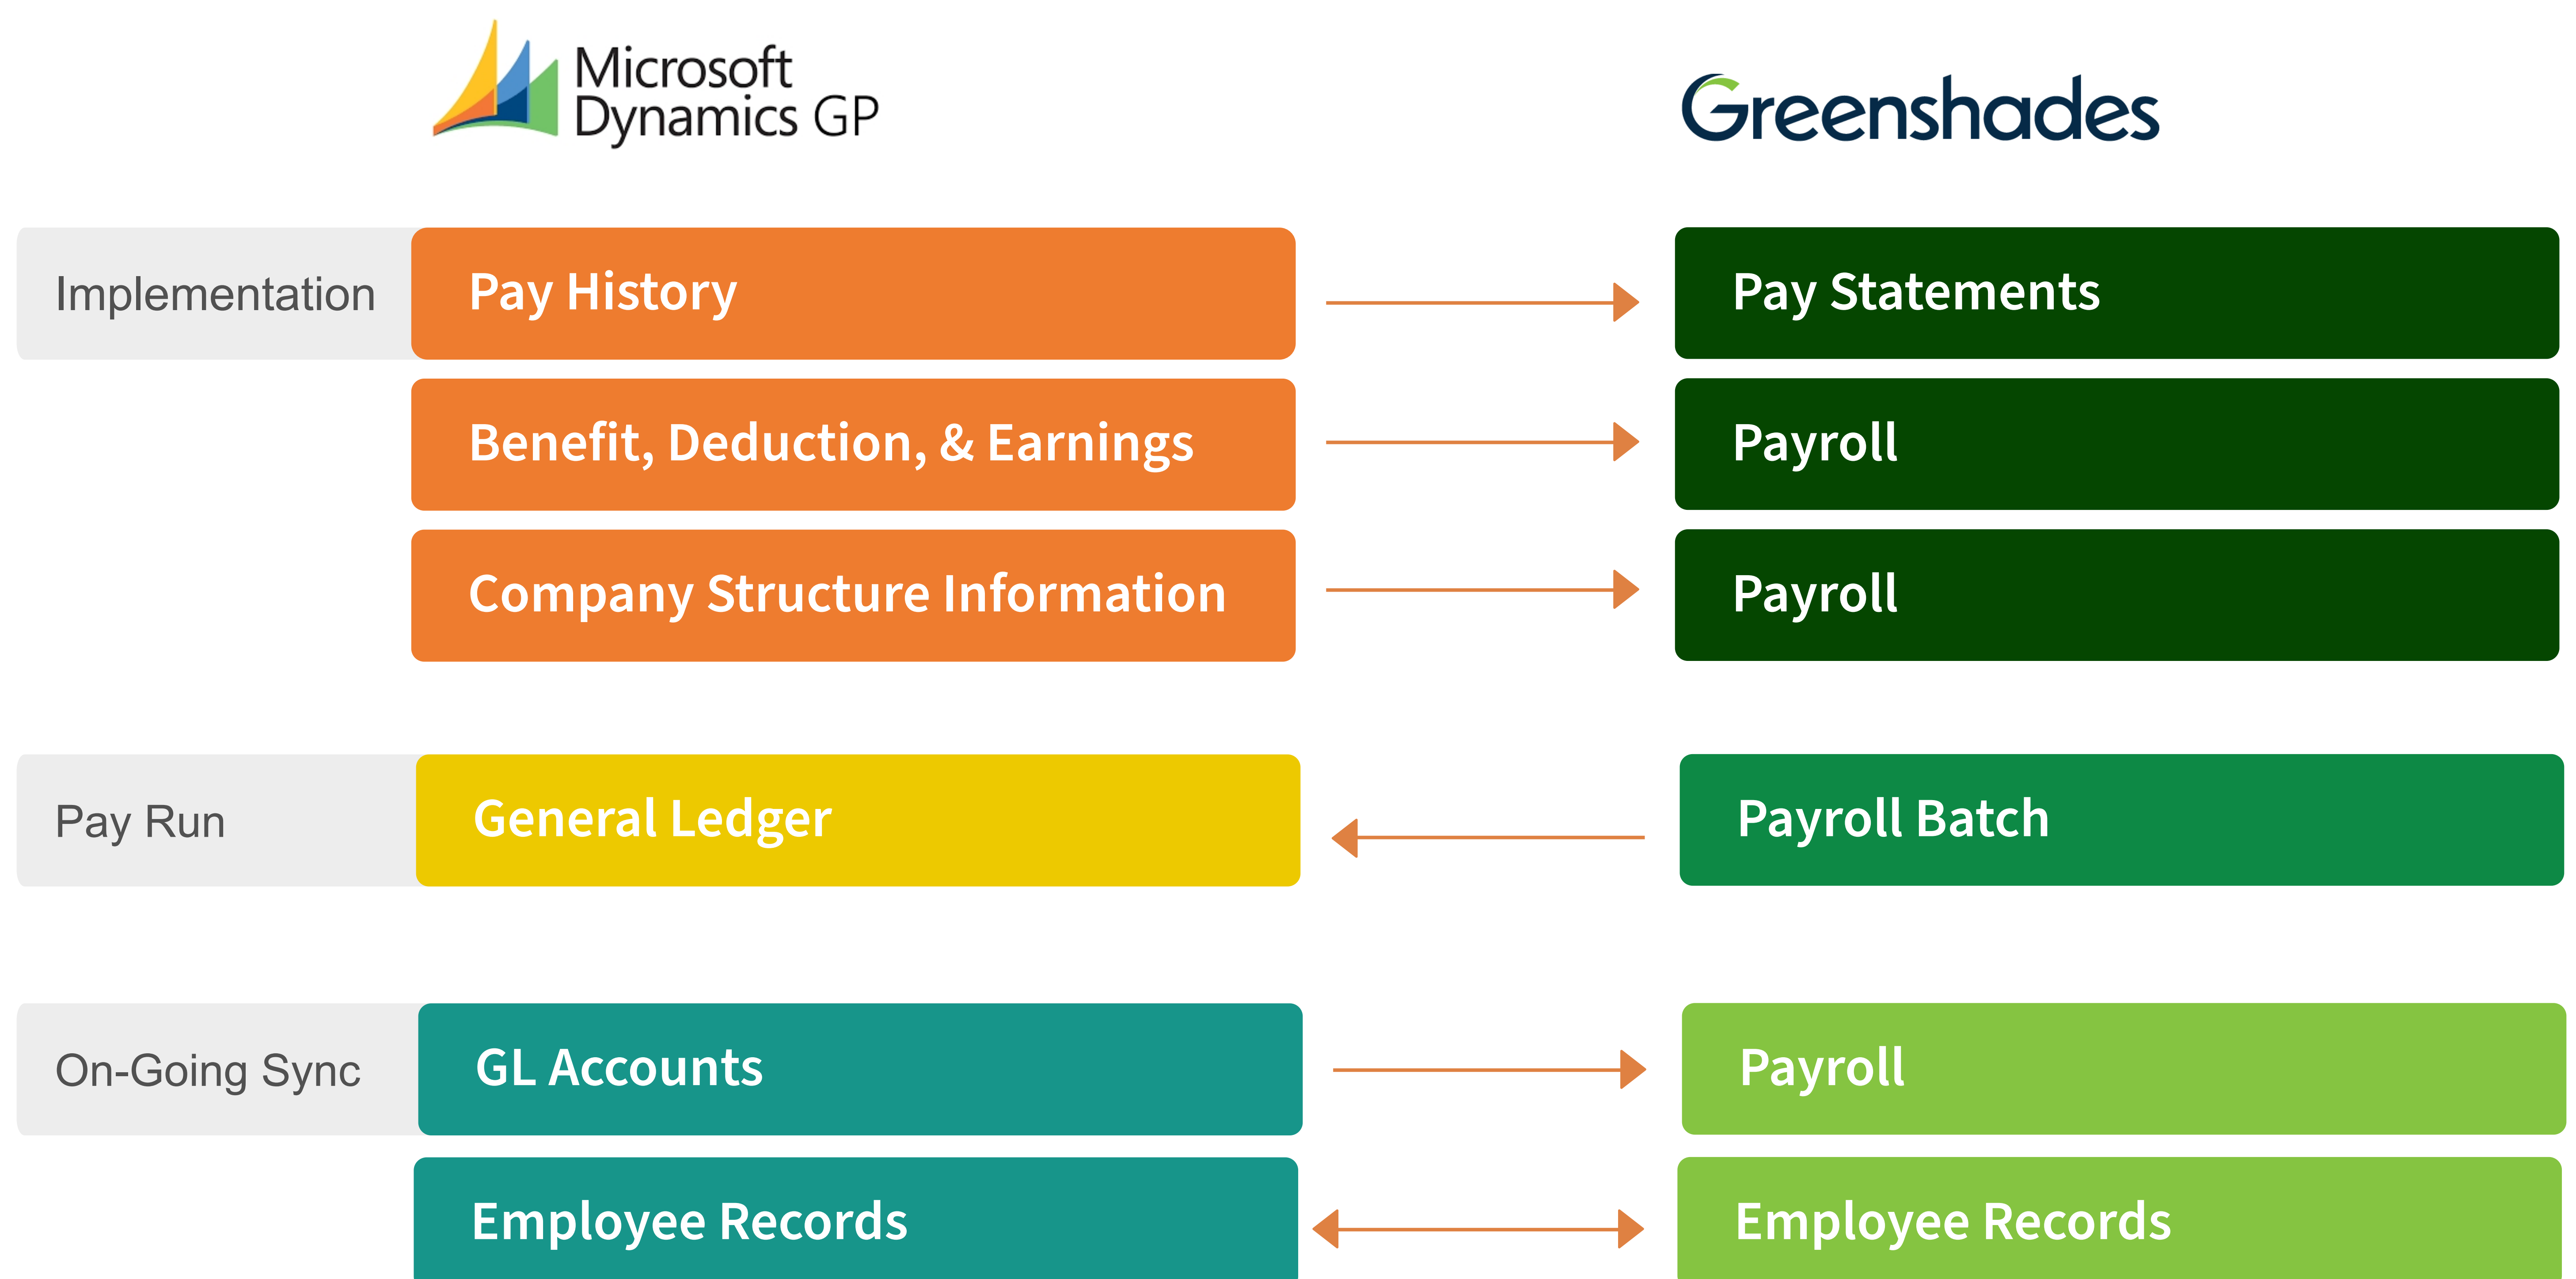 Microsoft
Dynamics GP
Greenshades
Implementation
Pay History
Pay Statements
Benefit, Deduction, & Earnings
Payroll
Company Structure Information
Payroll
Pay Run
General Ledger
Payroll Batch
On-Going Sync
GL Accounts
Payroll
Employee Records
Employee Records